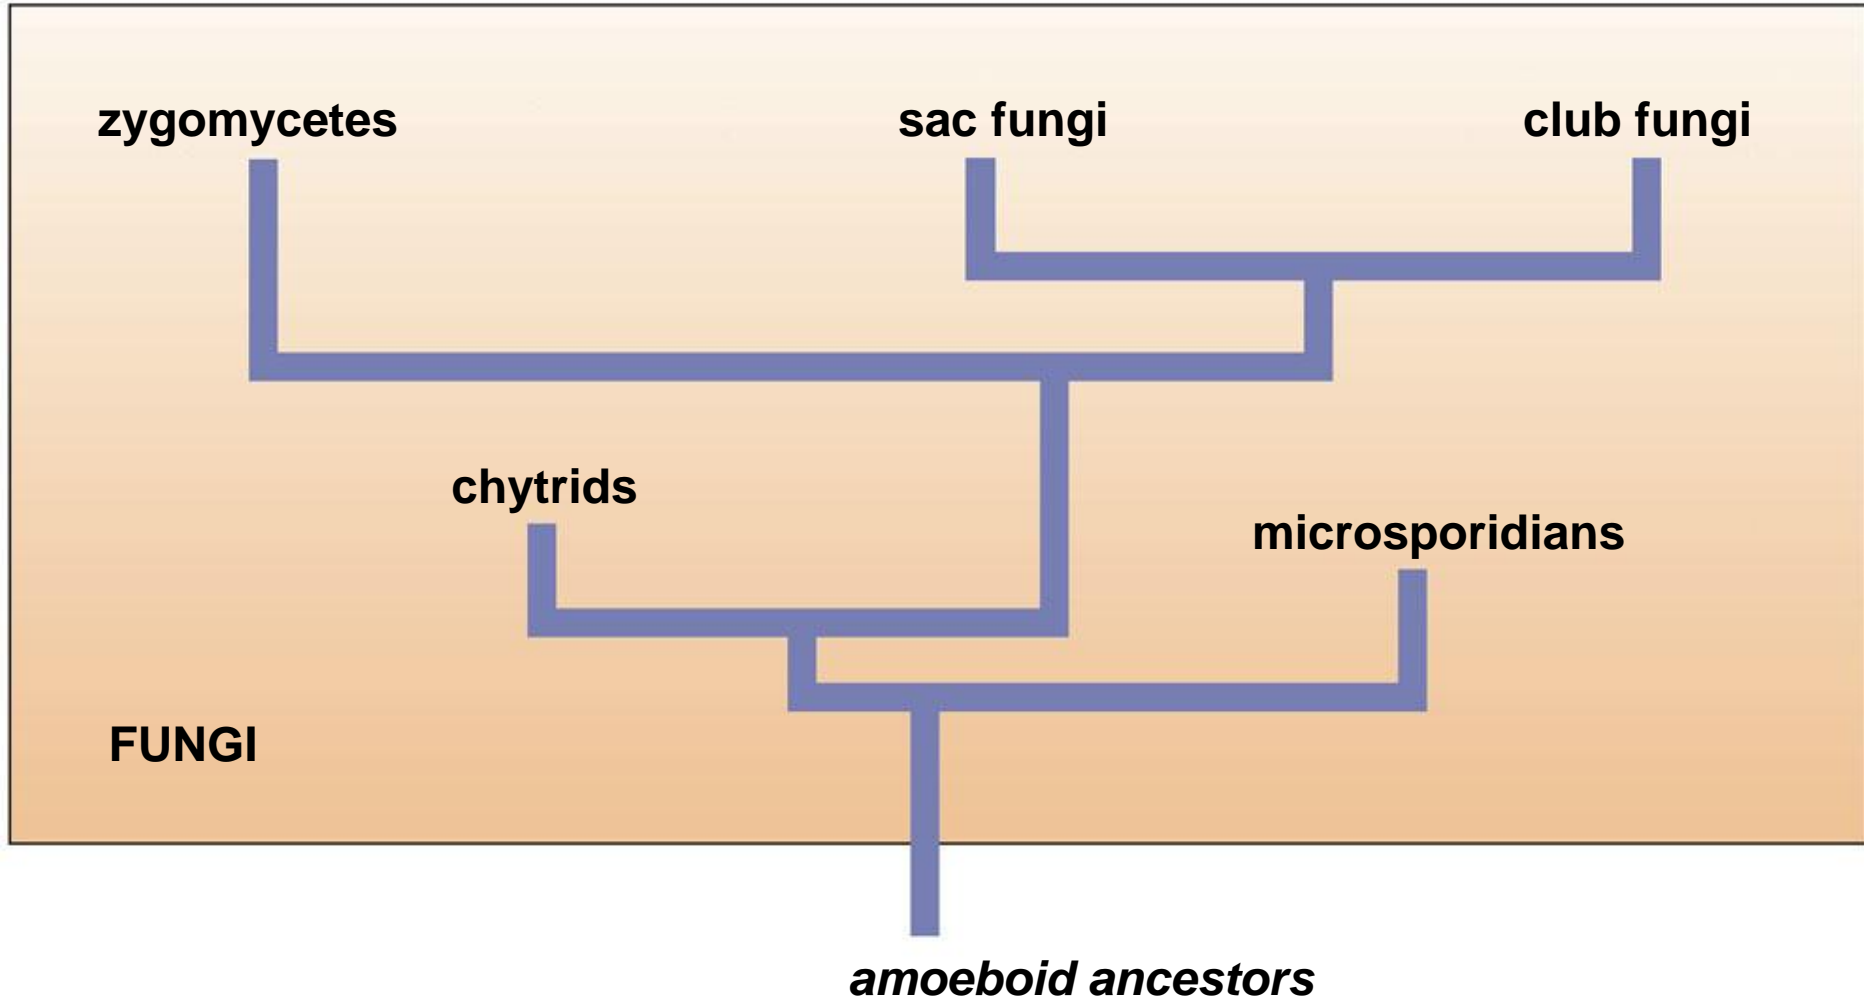 zygomycetes
sac fungi
club fungi
chytrids
microsporidians
FUNGI
amoeboid ancestors